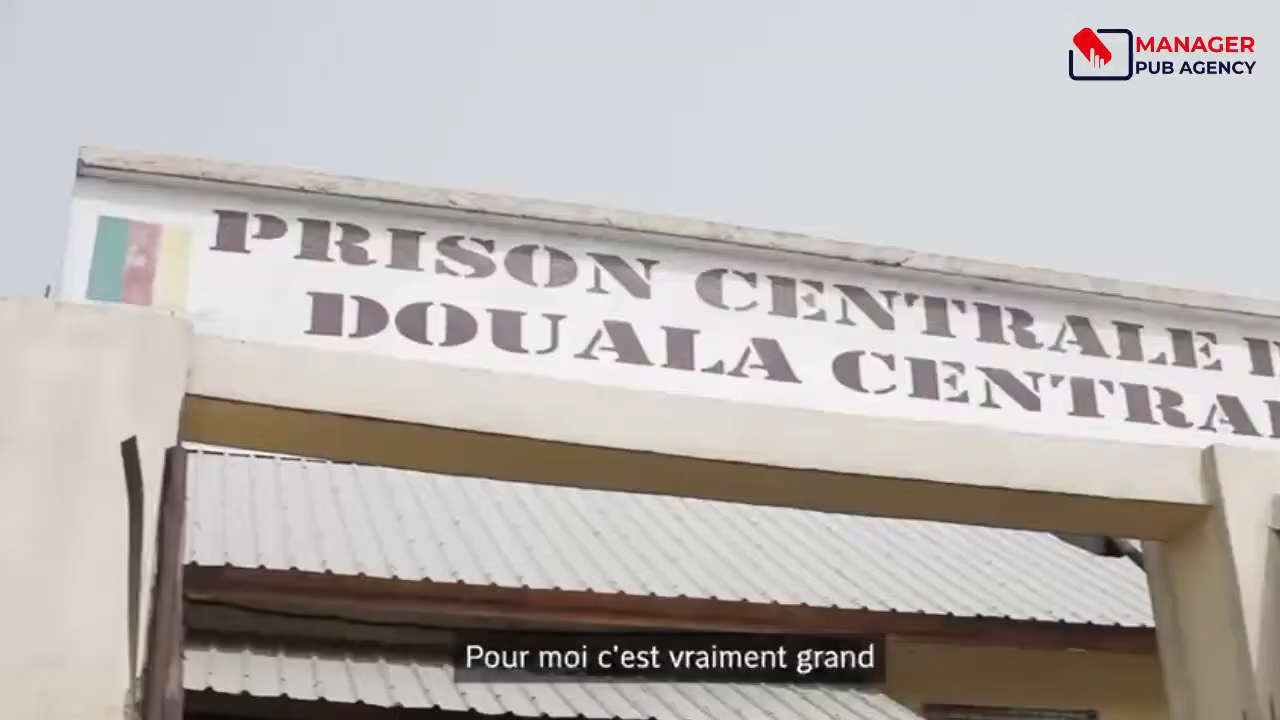 MANAGER
PUB AGENCY
PRISON CENTRALE
DOUALA CENTRA
Pour moi c'est vraiment grand